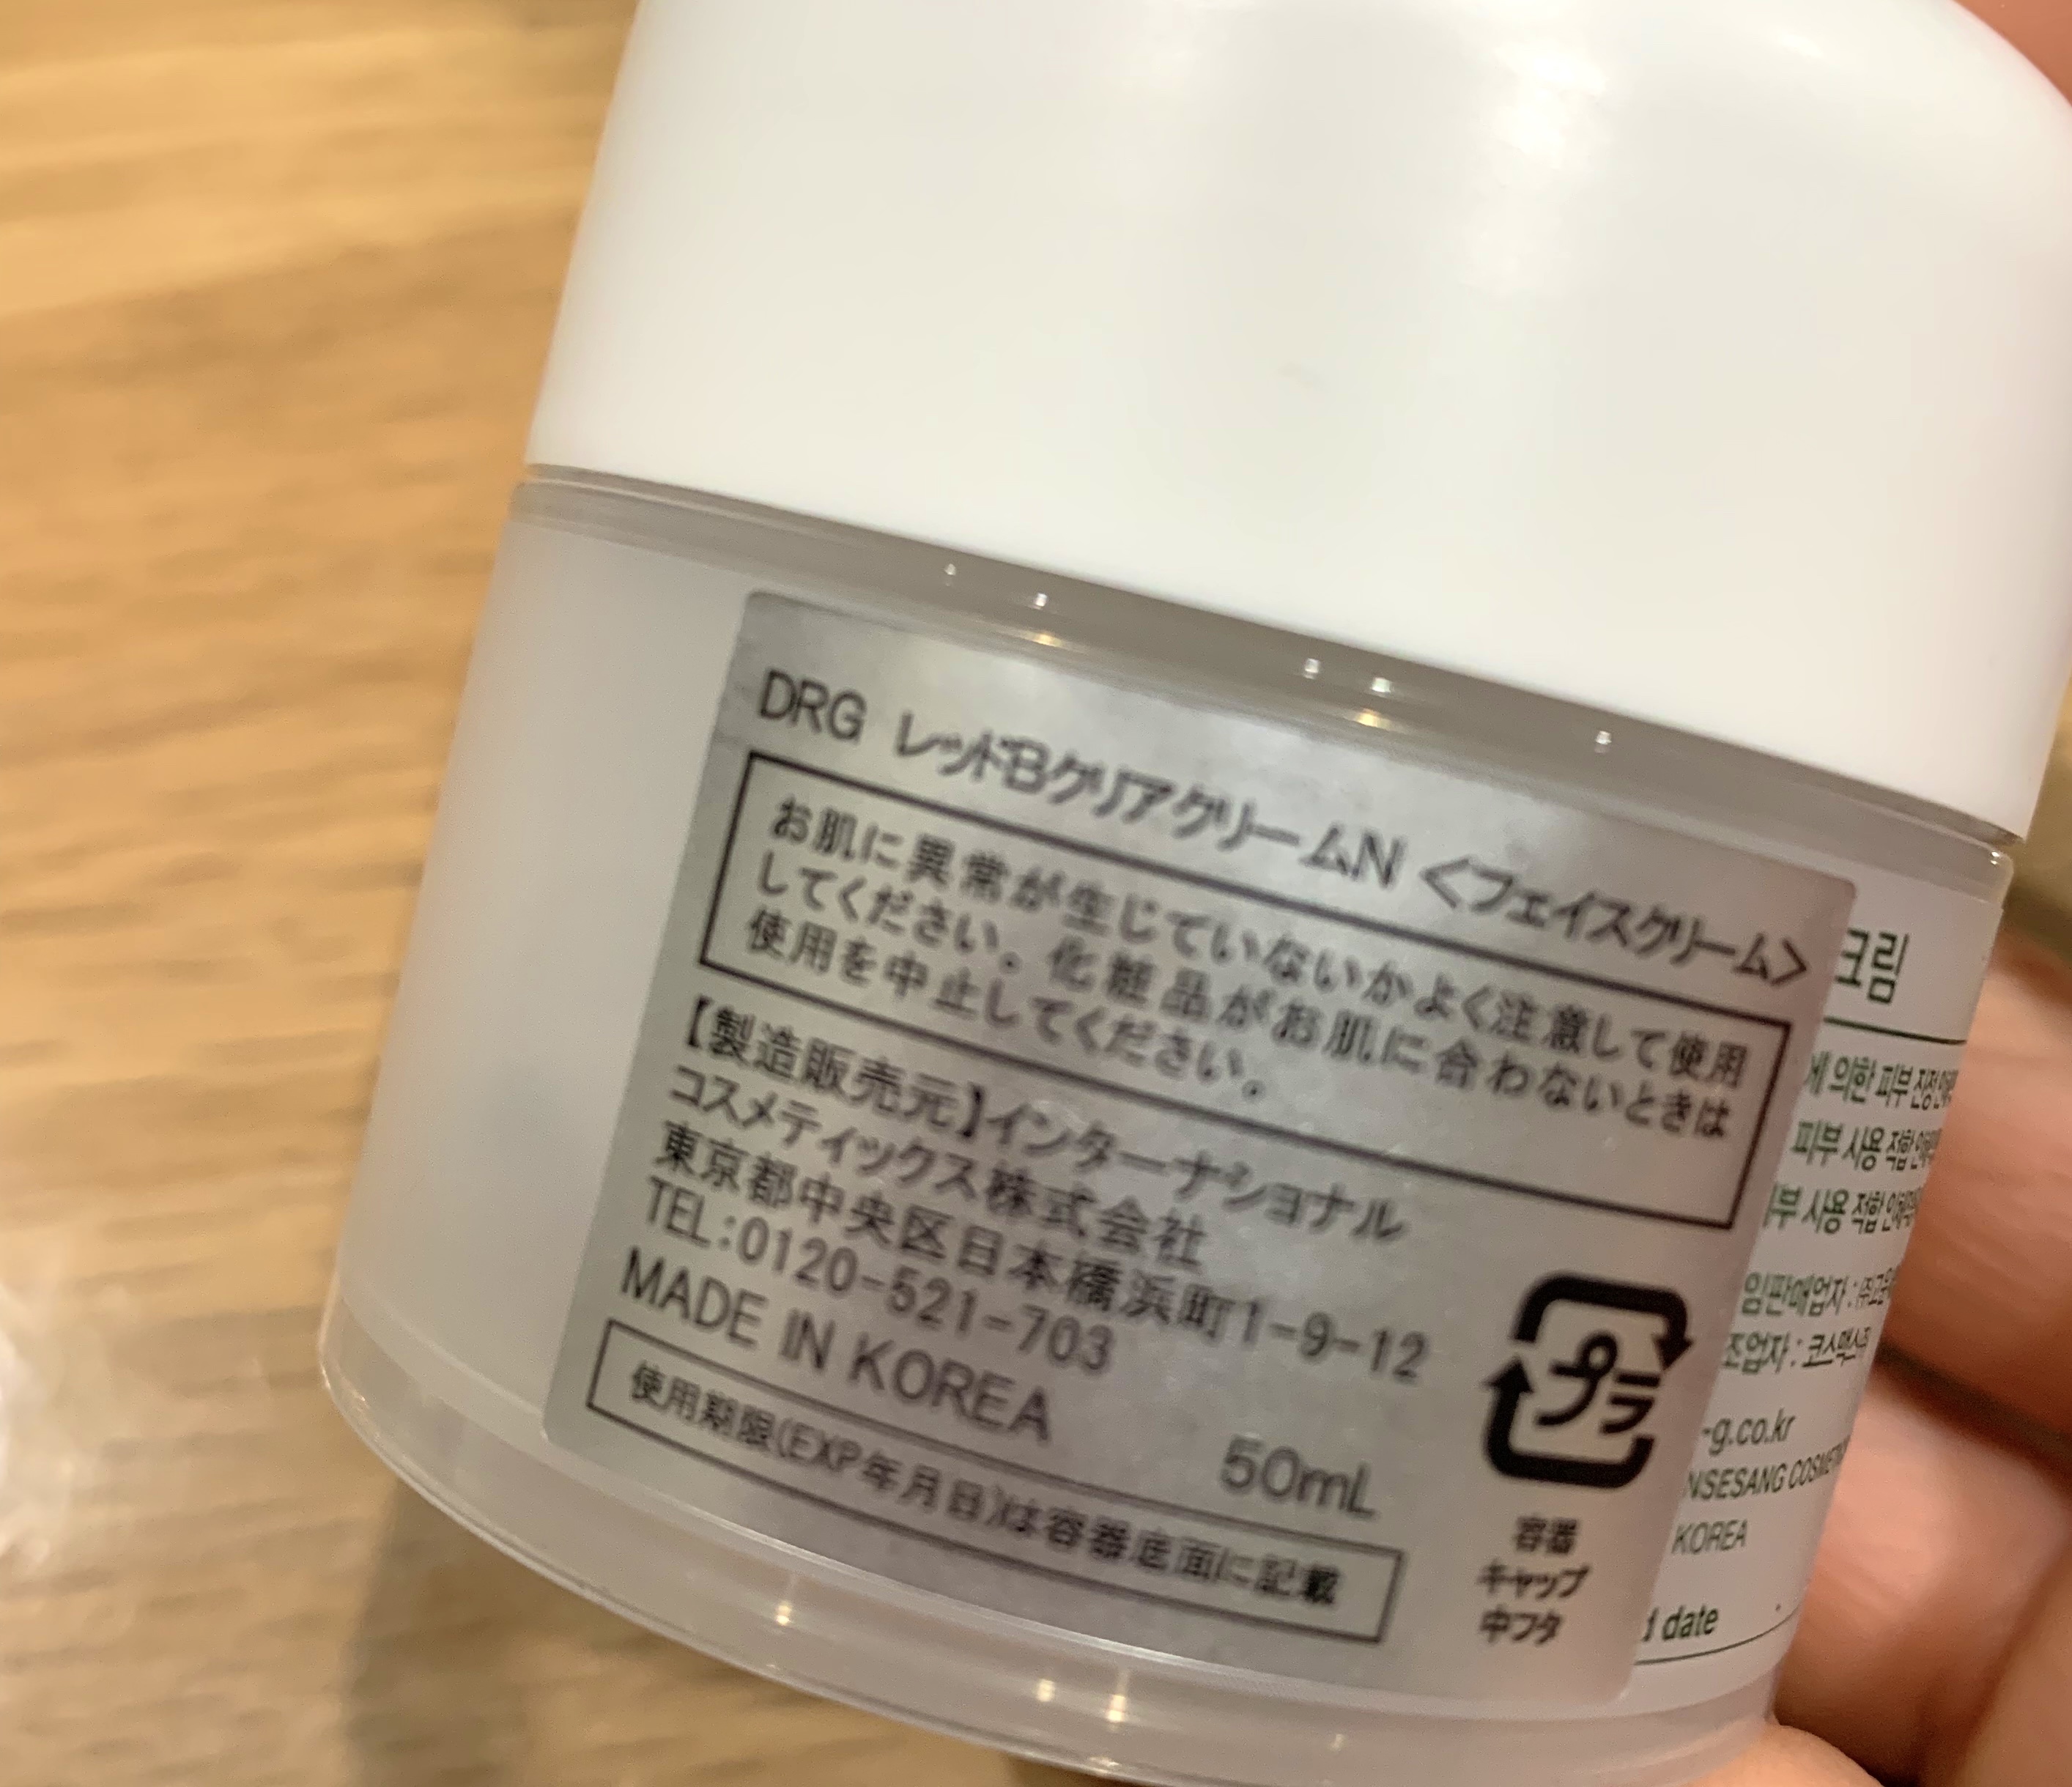 DRG レッドBクリアクリームN <フェイスクリーム>
お肌に異常が生じていないかよく注意して使用
してください。化粧品がお肌に合わないときは
使用を中止してください。
【製造販売元】インターナショナル
コスメティックス株式会社
東京都中央区日本橋浜町1-9-12
TEL:0120-521-703
MADE IN KOREA
50mL
使用期限(EXP年月日)は容器底面に記載
プラ
容器
キャップ
中フタ
크림
에 의한 피부 진정
피부 사용 적합
피부 사용 적합
임판매업자 :
조업자 : 코스맥스㈜
-g.co.kr
NSESANG COSMET
KOREA
d date